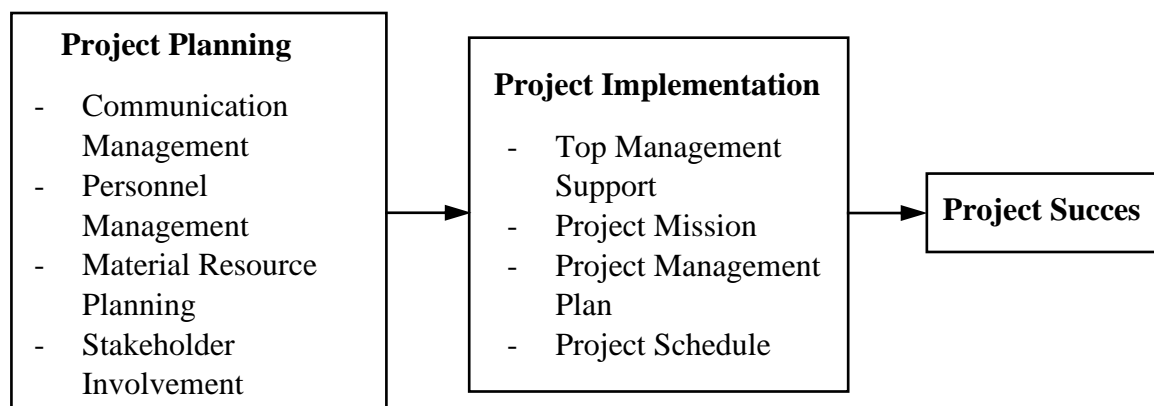 Project Planning
- Communication
Management
- Personnel
Management
- Material Resource
Planning
- Stakeholder
Involvement
Project Implementation
- Top Management
Support
- Project Mission
- Project Management
Plan
- Project Schedule
Project Succes